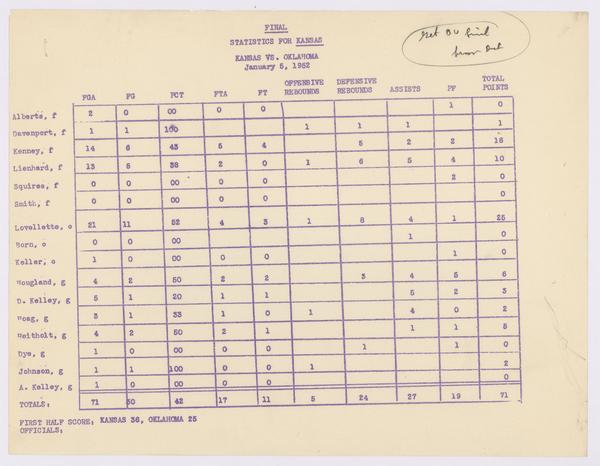 FINAL
STATISTICS FOR KANSAS
KANSAS VS. OKLAHOMA
January 5, 1952
FGA FG PCT FTA FT OFFENSIVE REBOUNDS DEFENSIVE REBOUNDS ASSISTS PF TOTAL POINTS
Alberts, f 2 0 00 0 0 1 0
Davenport, f 1 1 100 1 1 1 1
Kenney, f 14 6 43 5 4 5 2 2 16
Lienhard, f 13 5 38 2 0 1 6 5 4 10
Squires, f 0 0 00 0 0 2 0
Smith, f 0 0 00 0 0 0
Lovellette, c 21 11 52 4 3 1 8 4 1 25
Born, c 0 0 00 1 0
Keller, c 1 0 00 0 0 1 0
Hougland, g 4 2 50 2 2 3 4 5 6
D. Kelley, g 5 1 20 1 1 5 2 3
Hoag, g 3 1 33 1 0 1 4 0 2
Heitholt, g 4 2 50 2 1 1 1 5
Dye, g 1 0 00 0 0 1 1 0
Johnson, g 1 1 100 0 0 1 2
A. Kelley, g 1 0 00 0 0 0
TOTALS: 71 30 42 17 11 5 24 27 19 71
FIRST HALF SCORE: KANSAS 36, OKLAHOMA 25
OFFICIALS: